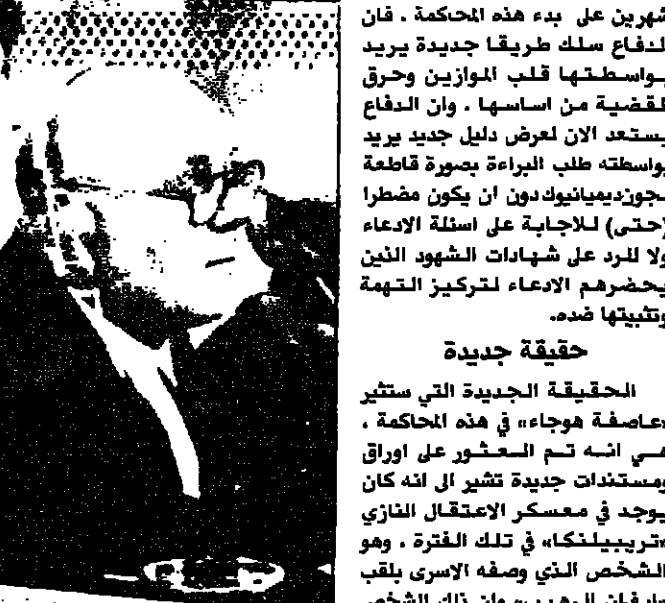 شهرين على بدء هذه المحاكمة . فان
الدفاع سلك طريقا جديدة يريد
بواسطتها قلب الموازين وحرق
القضية من اساسها . وان الدفاع
يستعد الان لعرض دليل جديد يريد
بواسطته طلب البراءة بصورة قاطعة
لجون ديميانيوك دون ان يكون مضطرا
(حتى) للاجابة على اسئلة الادعاء
ولا للرد على شهادات الشهود الذين
يحضرهم الادعاء لتركيز التهمة
وتثبيتها ضده.
حقيقة جديدة
الحقيقة الجديدة التي ستثير
«عاصفة هوجاء» في هذه المحاكمة ،
هي انه تم العثور على اوراق
ومستندات جديدة تشير الى انه كان
يوجد في معسكر الاعتقال النازي
«تريبيلنكا» في تلك الفترة . وهو
الشخص الذي وصفه الاسرى بلقب
وان ذلك الشخص